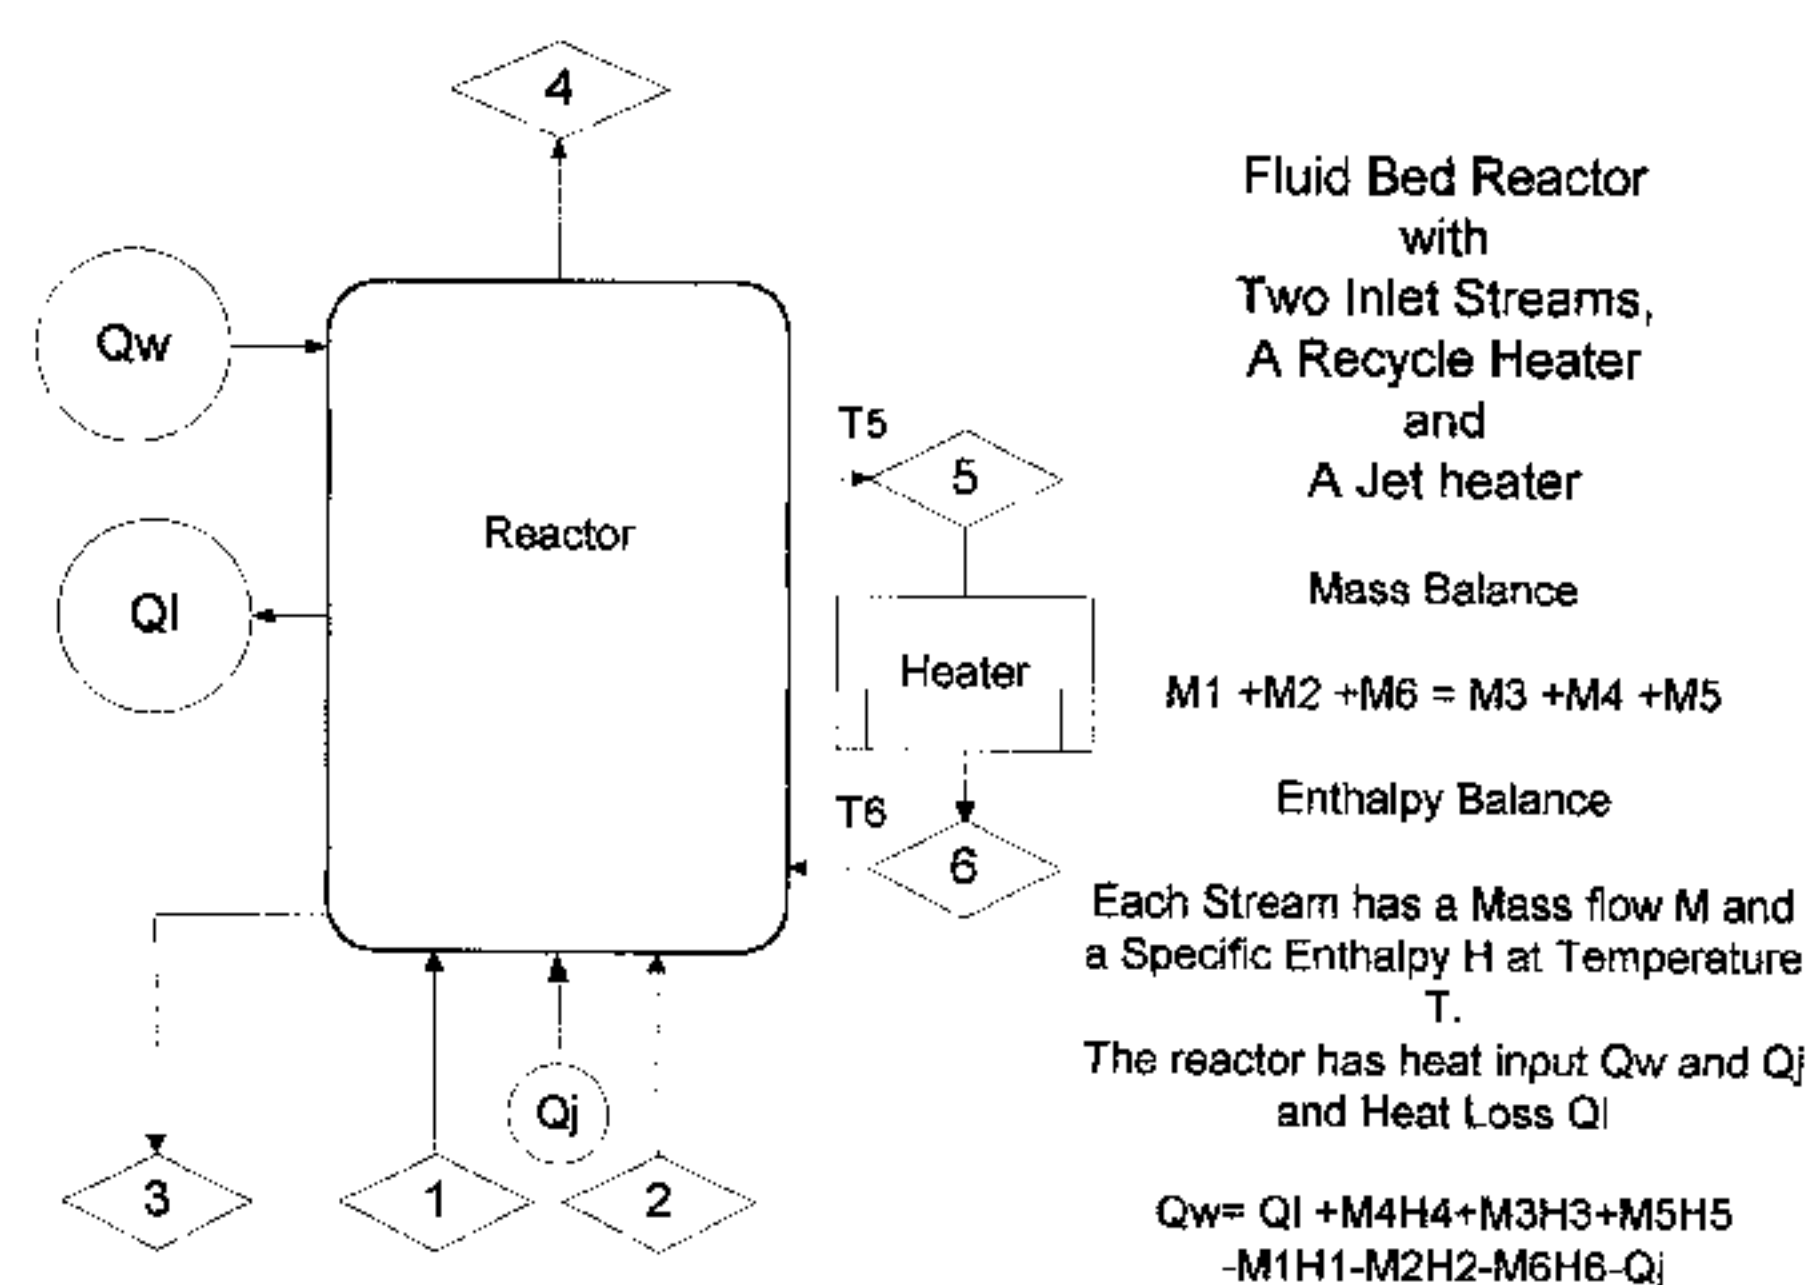 4
Qw
T5
5
Reactor
Ql
Heater
T6
6
Qj
3
1
2
Fluid Bed Reactor
with
Two Inlet Streams,
A Recycle Heater
and
A Jet heater
Mass Balance
M1 +M2 +M6 = M3 +M4 +M5
Enthalpy Balance
Each Stream has a Mass flow M and
a Specific Enthalpy H at Temperature
T.
The reactor has heat input Qw and Qj
and Heat Loss Ql
Qw= Ql +M4H4+M3H3+M5H5
-M1H1-M2H2-M6H6-Qj